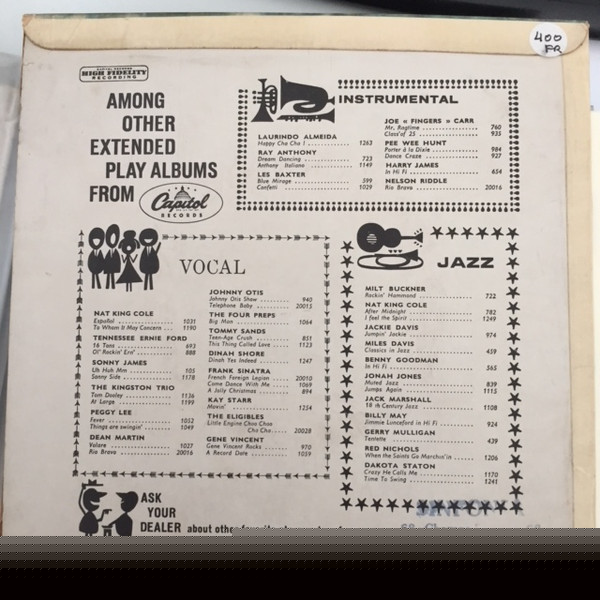 400
FR
CAPITOL RECORDS
HIGH FIDELITY
RECORDING
AMONG
OTHER
EXTENDED
PLAY ALBUMS
FROM
Capitol
RECORDS
INSTRUMENTAL
LAURINDO ALMEIDA
Happy Cha Cha ! 1263
RAY ANTHONY
Dream Dancing 723
Anthony Italiano 1149
LES BAXTER
Blue Mirage 599
Confetti 1029
JOE « FINGERS » CARR
Mr. Ragtime 760
Class of 25 935
PEE WEE HUNT
Porter à la Dixie 984
Dance Craze 927
HARRY JAMES
In Hi Fi 654
NELSON RIDDLE
Rio Bravo 20016
VOCAL
NAT KING COLE
Español 1031
To Whom It May Concern 1190
TENNESSEE ERNIE FORD
16 Tons 693
Ol' Rockin' Ern' 888
SONNY JAMES
Uh Huh Mm 505
Sonny Side 1178
THE KINGSTON TRIO
Tom Dooley 1136
At Large 1199
PEGGY LEE
Fever 1052
Things are swingin' 1049
DEAN MARTIN
Volare 1027
Rio Bravo 20016
JOHNNY OTIS
Johnny Otis Show 940
Telephone Baby 20015
THE FOUR PREPS
Big Man 1064
TOMMY SANDS
Teen-Age Crush 851
This Thing Called Love 1123
DINAH SHORE
Dinah Yes Indeed 1247
FRANK SINATRA
French Foreign Legion 20010
Come Dance With Me 1069
A Jolly Christmas 894
KAY STARR
Movin' 1254
THE ELIGIBLES
Little Engine Choo Choo
Cha Cha 20028
GENE VINCENT
Gene Vincent Rocks 970
A Record Date 1059
JAZZ
MILT BUCKNER
Rockin' Hammond 722
NAT KING COLE
After Midnight 782
I feel the Spirit 1249
JACKIE DAVIS
Jumpin' Jackie 974
MILES DAVIS
Classics in Jazz 459
BENNY GOODMAN
In Hi Fi 565
JONAH JONES
Muted Jazz 839
Jumps Again 1115
JACK MARSHALL
18 th Century Jazz 1108
BILLY MAY
Jimmie Lunceford in Hi Fi 924
GERRY MULLIGAN
Tentette 439
RED NICHOLS
When the Saints Go Marchin'in 1206
DAKOTA STATON
Crazy He Calls Me 1170
Time To Swing 1241
ASK
YOUR
DEALER about other